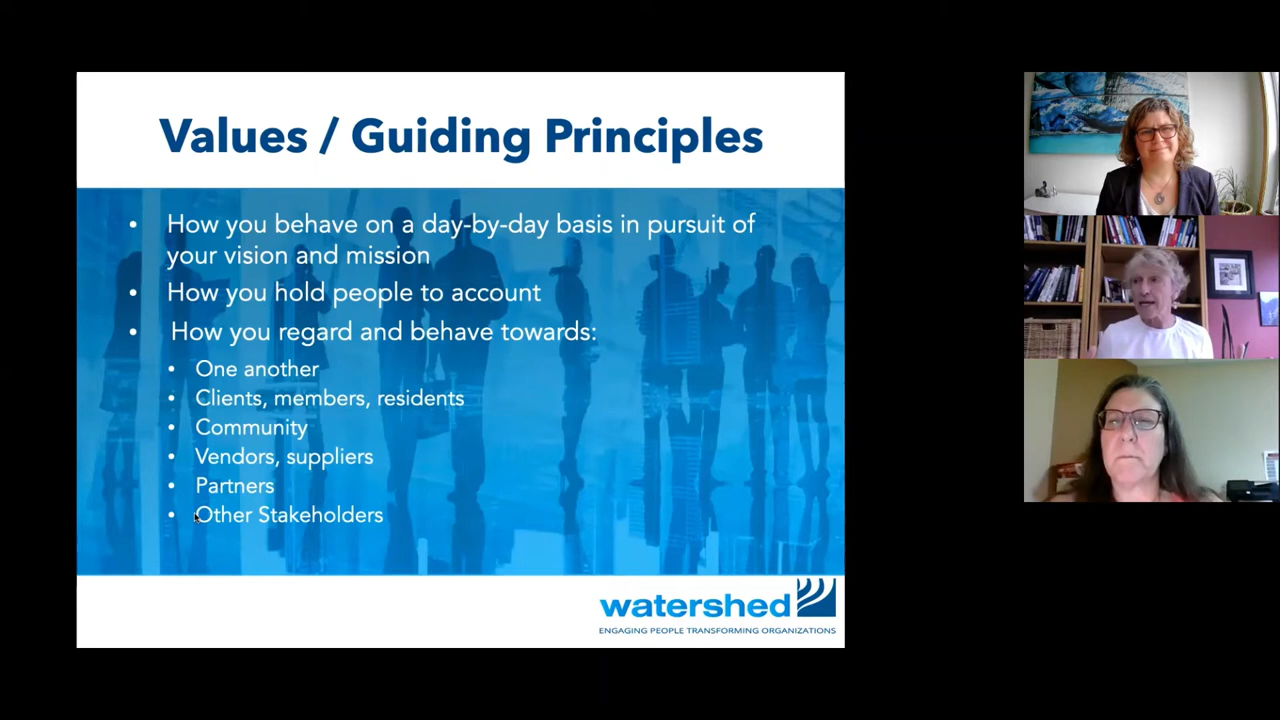 Values / Guiding Principles
• How you behave on a day-by-day basis in pursuit of
your vision and mission
• How you hold people to account
• How you regard and behave towards:
• One another
• Clients, members, residents
• Community
• Vendors, suppliers
• Partners
• Other Stakeholders
watershed
ENGAGING PEOPLE TRANSFORMING ORGANIZATIONS